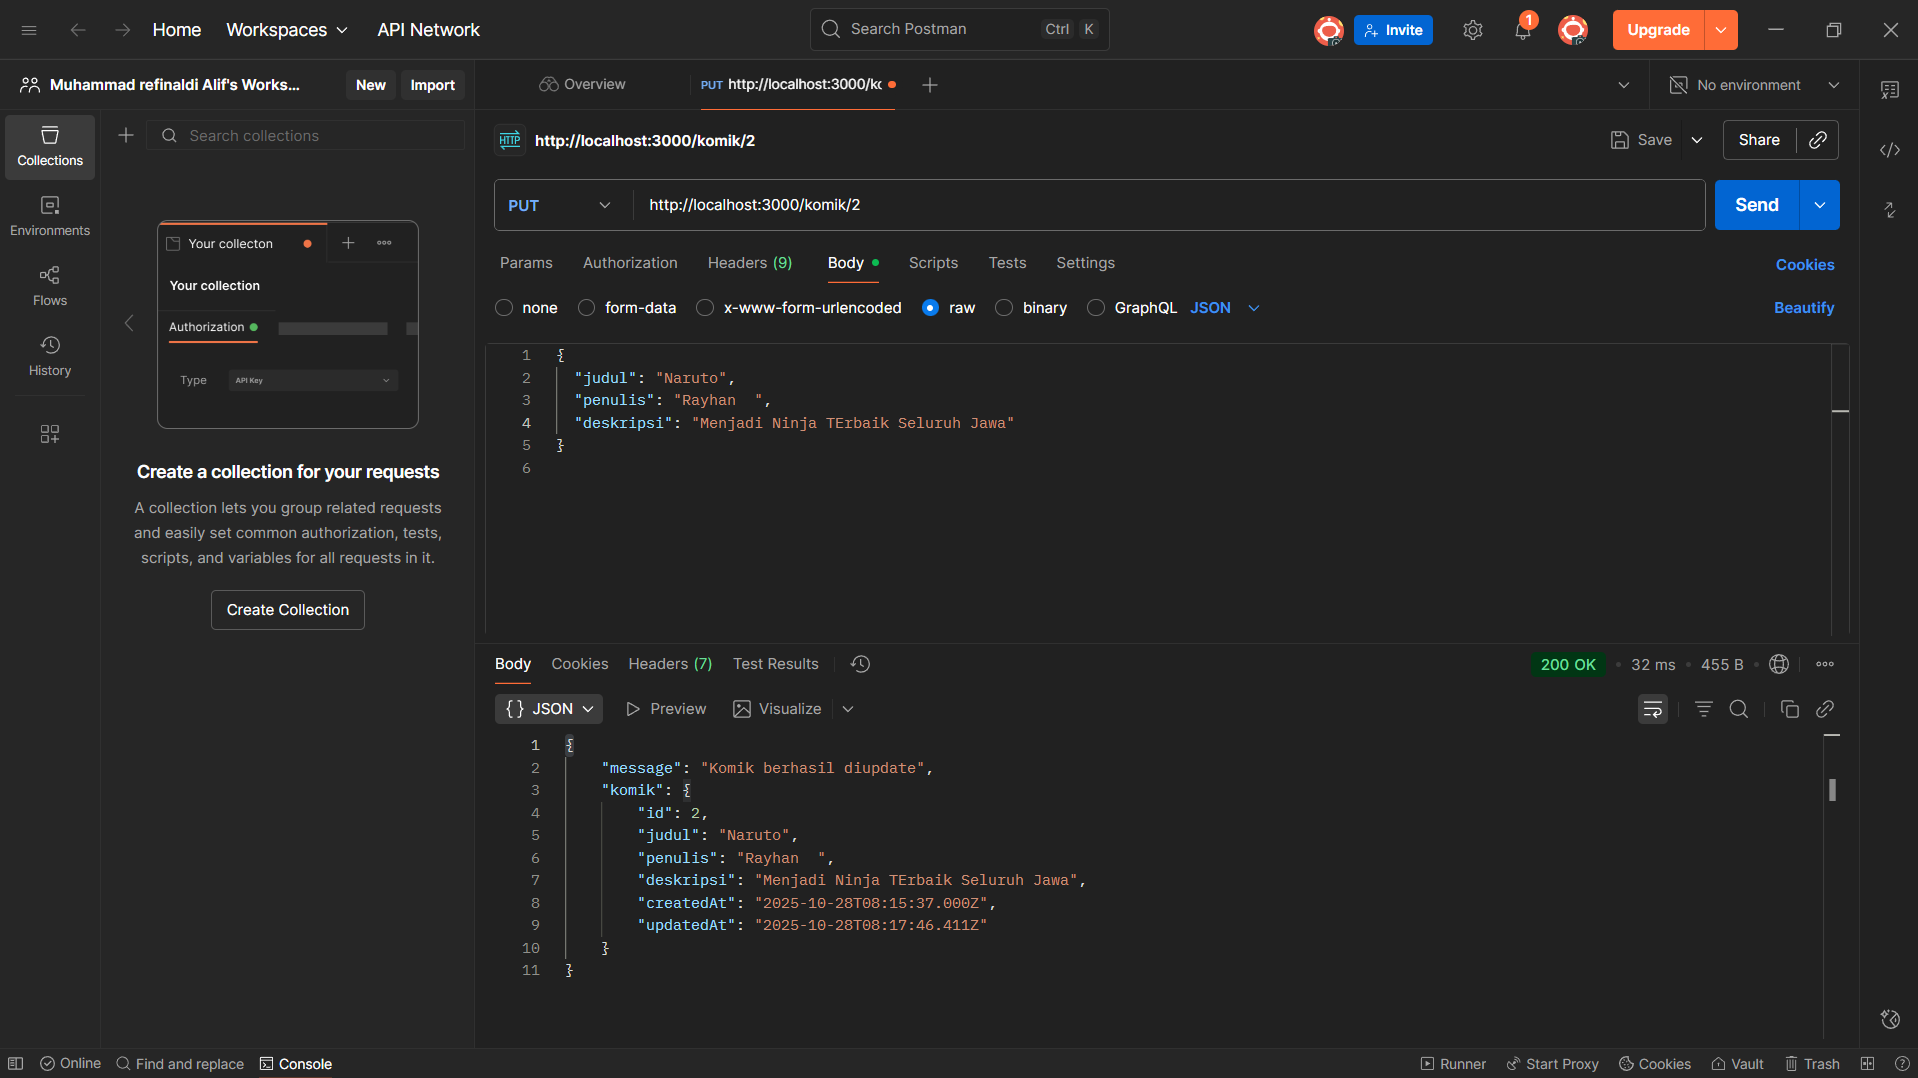 Home Workspaces API Network Search Postman Ctrl K Invite 1 Upgrade
Muhammad refinaldi Alif's Works... New Import Overview PUT http://localhost:3000/kc No environment
Collections
Environments
Flows
History
Search collections
Your collecton
Your collection
Authorization
Type API Key
Create a collection for your requests
A collection lets you group related requests
and easily set common authorization, tests,
scripts, and variables for all requests in it.
Create Collection
HTTP http://localhost:3000/komik/2 Save Share
PUT http://localhost:3000/komik/2 Send
Params Authorization Headers (9) Body Scripts Tests Settings Cookies
none form-data x-www-form-urlencoded raw binary GraphQL JSON Beautify
1 {
2 "judul": "Naruto",
3 "penulis": "Rayhan  ",
4 "deskripsi": "Menjadi Ninja TErbaik Seluruh Jawa"
5 }
6
Body Cookies Headers (7) Test Results 200 OK • 32 ms • 455 B •
{} JSON Preview Visualize
1 {
2 "message": "Komik berhasil diupdate",
3 "komik": {
4 "id": 2,
5 "judul": "Naruto",
6 "penulis": "Rayhan  ",
7 "deskripsi": "Menjadi Ninja TErbaik Seluruh Jawa",
8 "createdAt": "2025-10-28T08:15:37.000Z",
9 "updatedAt": "2025-10-28T08:17:46.411Z"
10 }
11 }
Online Find and replace Console Runner Start Proxy Cookies Vault Trash